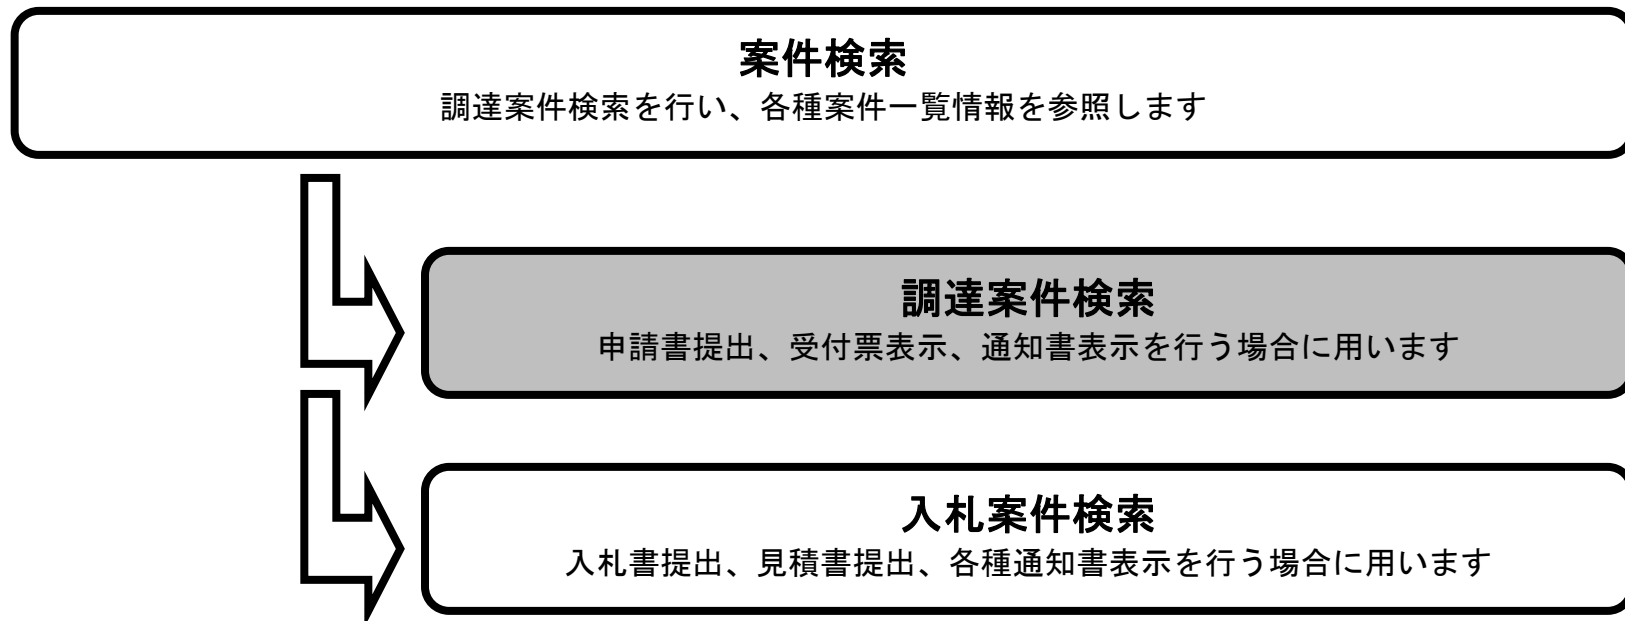 案件検索
調達案件検索を行い、各種案件一覧情報を参照します
調達案件検索
申請書提出、受付票表示、通知書表示を行う場合に用います
入札案件検索
入札書提出、見積書提出、各種通知書表示を行う場合に用います